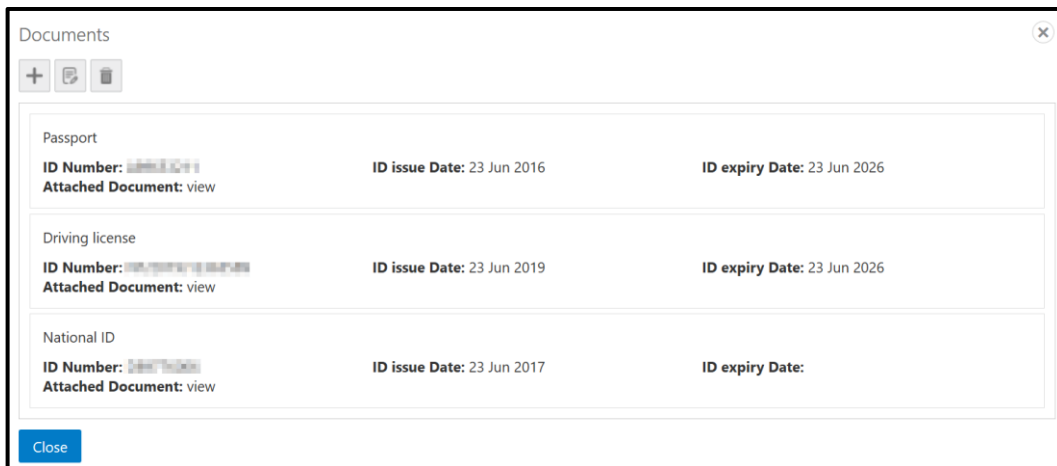 Documents
Passport
ID Number: ID issue Date: 23 Jun 2016 ID expiry Date: 23 Jun 2026
Attached Document: view
Driving license
ID Number: ID issue Date: 23 Jun 2019 ID expiry Date: 23 Jun 2026
Attached Document: view
National ID
ID Number: ID issue Date: 23 Jun 2017 ID expiry Date:
Attached Document: view
Close